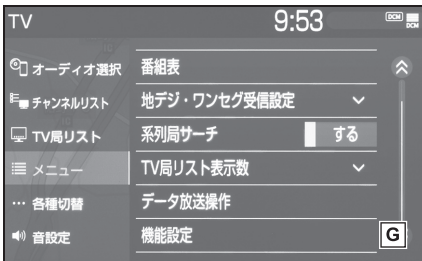 TV 9:53 DCM DCM
オーディオ選択
チャンネルリスト
TV局リスト
メニュー
各種切替
音設定
番組表
地デジ・ワンセグ受信設定
系列局サーチ する
TV局リスト表示数
データ放送操作
機能設定
G